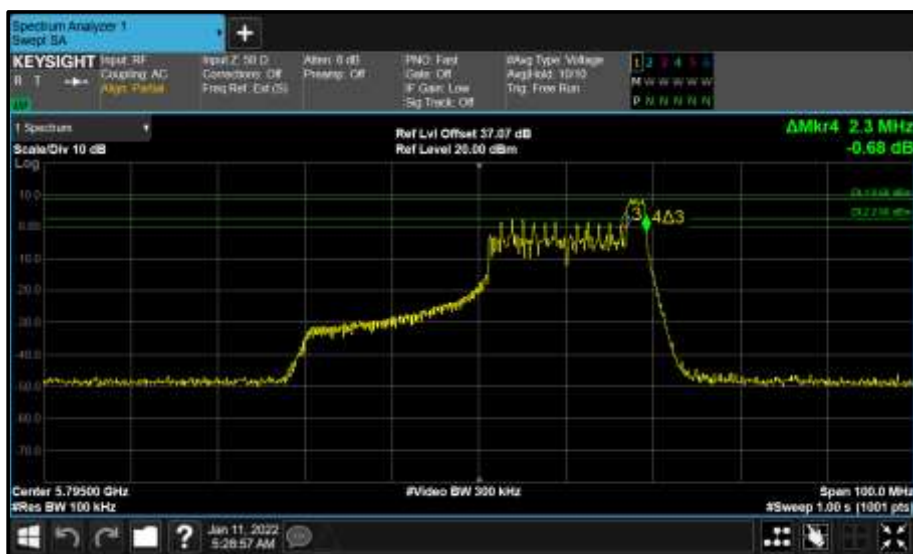 Spectrum Analyzer 1
Swept SA
+
KEYSIGHT Input: RF Input Z: 50 Ω Atten: 0 dB PNO: Fast #Avg Type: Voltage 1 2 3 4 5 6
R T Coupling: AC Corrections: Off Preamp: Off Gate: Off Avg|Hold: 10/10 M W W W W W
Align: Partial Freq Ref: Ext (S) IF Gain: Low Trig: Free Run
Sig Track: Off P N N N N N
1 Spectrum
Scale/Div 10 dB
Ref Lvl Offset 37.07 dB
Ref Level 20.00 dBm
ΔMkr4 2.3 MHz
-0.68 dB
Log
10.0
0.00
-10.0
-20.0
-30.0
-40.0
-50.0
-60.0
-70.0
3 4Δ3
Center 5.79500 GHz
#Res BW 100 kHz
#Video BW 300 kHz
Span 100.0 MHz
#Sweep 1.00 s (1001 pts)
?
Jan 11, 2022
5:28:57 AM